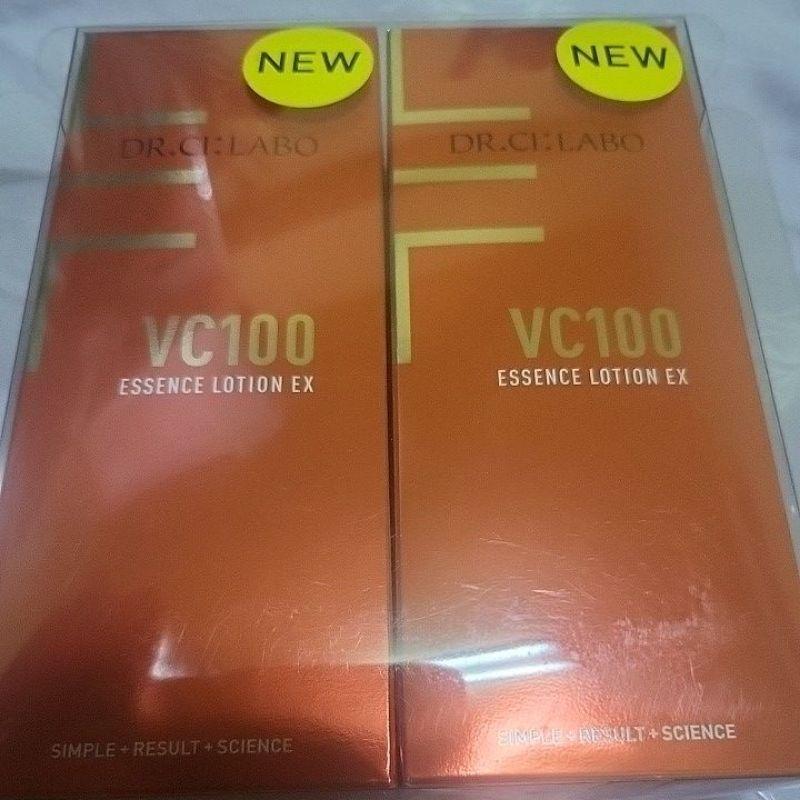 NEW
DR.CI:LABO
VC100
ESSENCE LOTION EX
SIMPLE + RESULT + SCIENCE
NEW
DR.CI:LABO
VC100
ESSENCE LOTION EX
SIMPLE + RESULT + SCIENCE